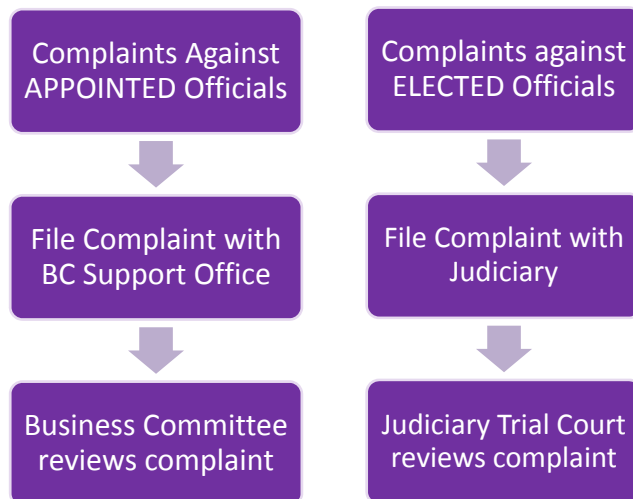 Complaints Against
APPOINTED Officials
File Complaint with
BC Support Office
Business Committee
reviews complaint
Complaints against
ELECTED Officials
File Complaint with
Judiciary
Judiciary Trial Court
reviews complaint